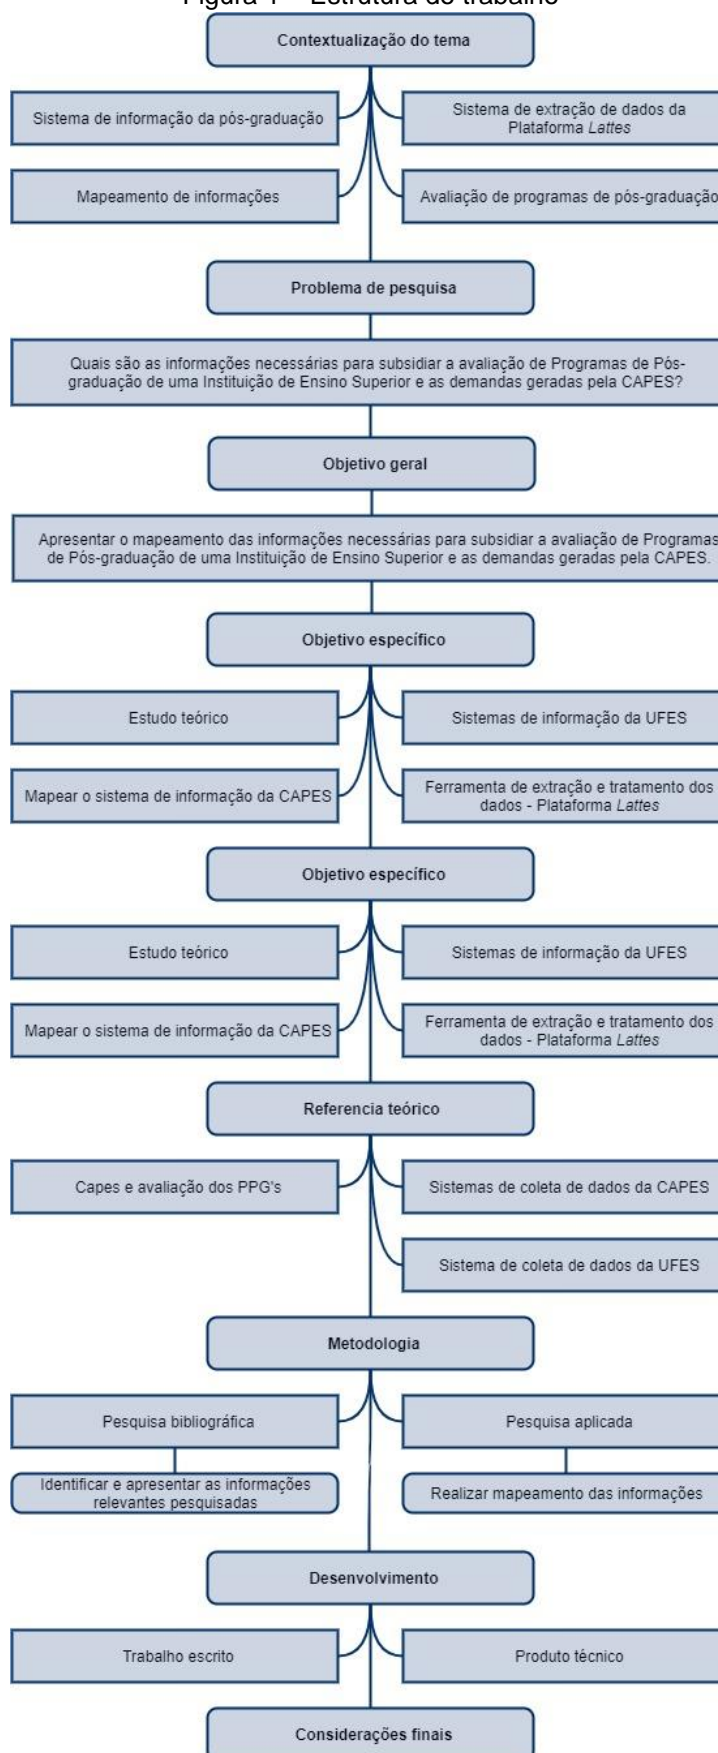 Figura 1 – Estrutura do trabalho
Contextualização do tema
Sistema de informação da pós-graduação
Sistema de extração de dados da
Plataforma Lattes
Mapeamento de informações
Avaliação de programas de pós-graduação
Problema de pesquisa
Quais são as informações necessárias para subsidiar a avaliação de Programas de Pós-
graduação de uma Instituição de Ensino Superior e as demandas geradas pela CAPES?
Objetivo geral
Apresentar o mapeamento das informações necessárias para subsidiar a avaliação de Programas
de Pós-graduação de uma Instituição de Ensino Superior e as demandas geradas pela CAPES.
Objetivo específico
Estudo teórico
Sistemas de informação da UFES
Mapear o sistema de informação da CAPES
Ferramenta de extração e tratamento dos
dados - Plataforma Lattes
Objetivo específico
Estudo teórico
Sistemas de informação da UFES
Mapear o sistema de informação da CAPES
Ferramenta de extração e tratamento dos
dados - Plataforma Lattes
Referencia teórico
Capes e avaliação dos PPG's
Sistemas de coleta de dados da CAPES
Sistema de coleta de dados da UFES
Metodologia
Pesquisa bibliográfica
Pesquisa aplicada
Identificar e apresentar as informações
relevantes pesquisadas
Realizar mapeamento das informações
Desenvolvimento
Trabalho escrito
Produto técnico
Considerações finais